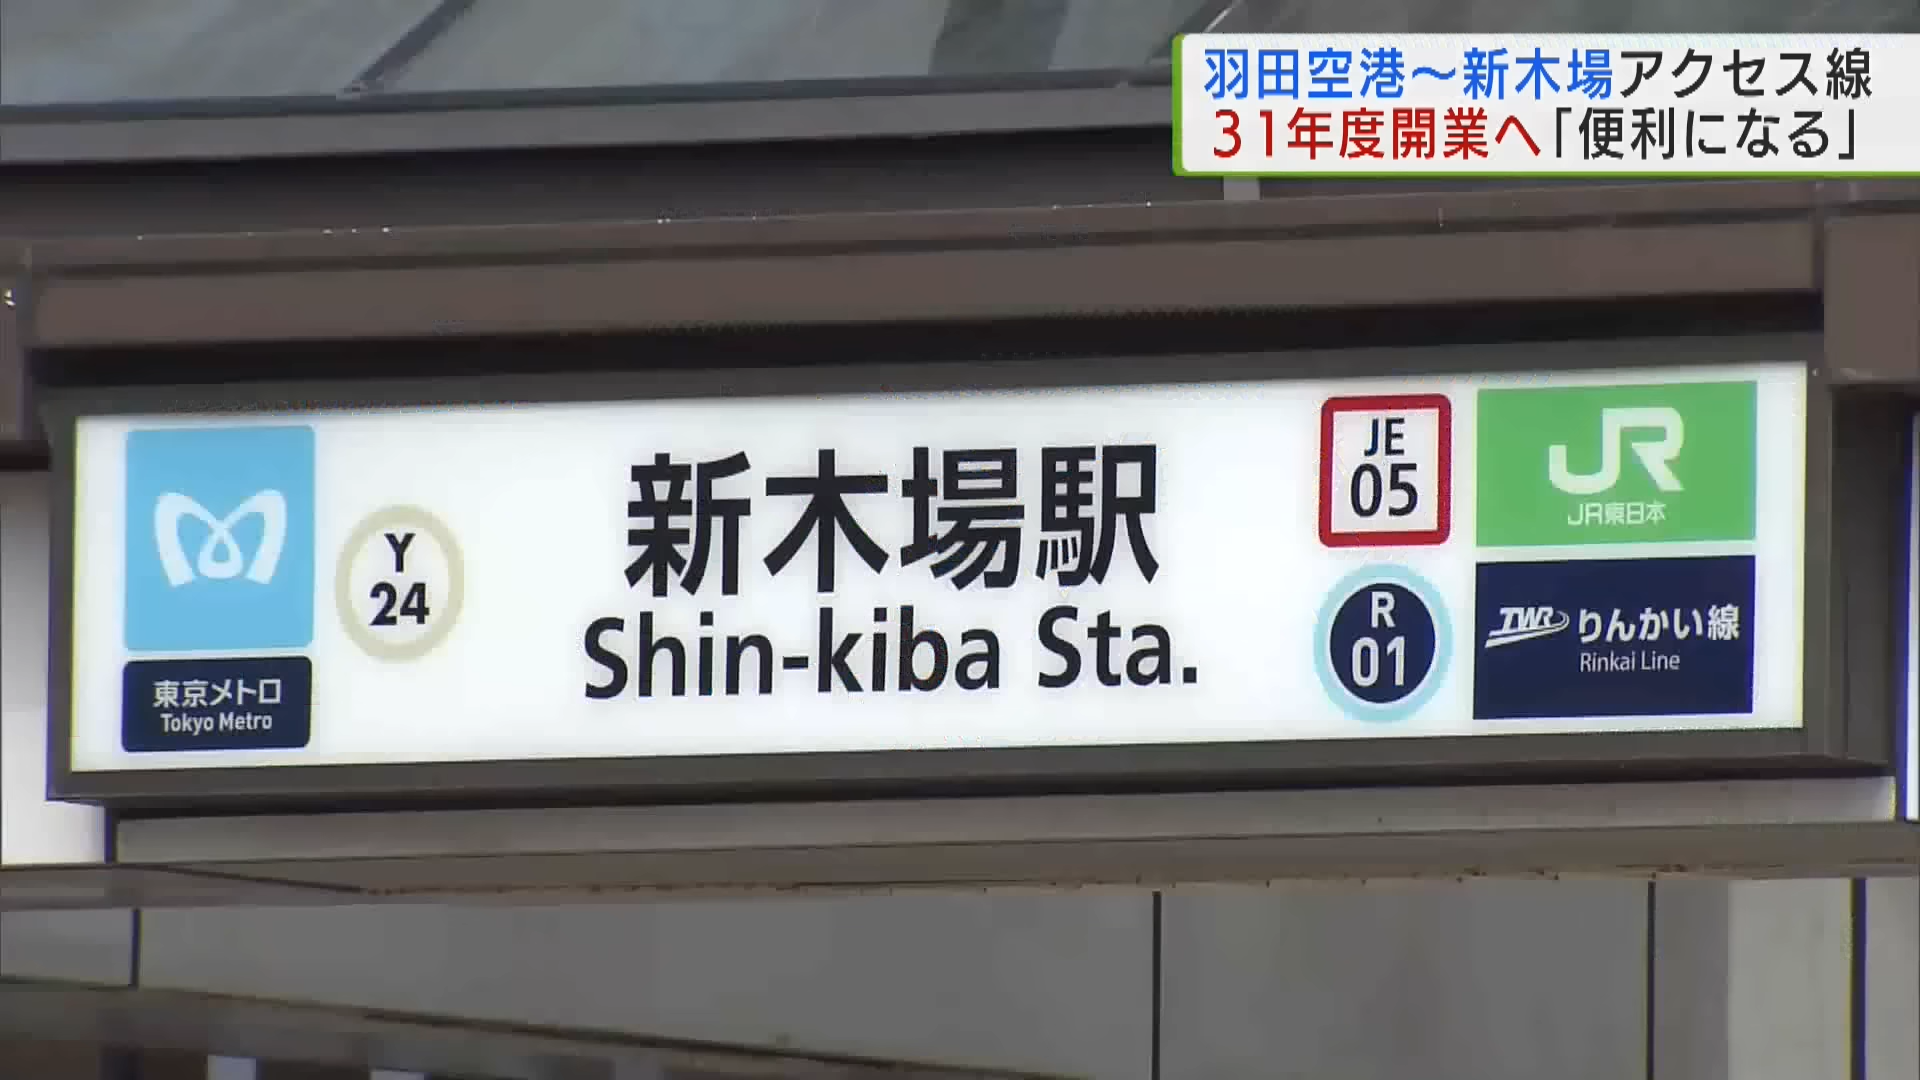 羽田空港～新木場アクセス線
31年度開業へ「便利になる」
東京メトロ
Tokyo Metro
Y
24
新木場駅
Shin-kiba Sta.
JE
05
JR
JR東日本
R
01
TWR りんかい線
Rinkai Line